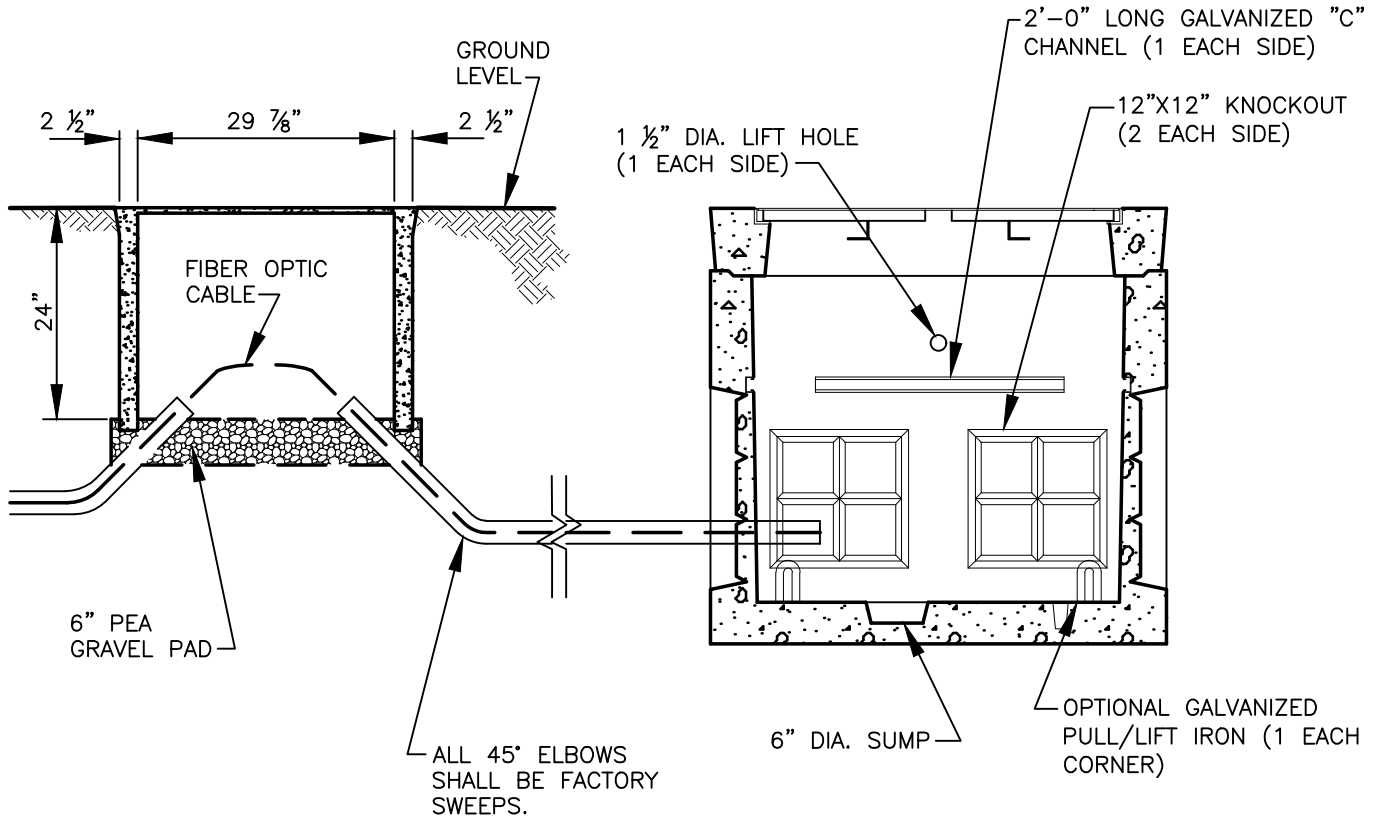 2'-0" LONG GALVANIZED "C"
CHANNEL (1 EACH SIDE)
GROUND
LEVEL
12"X12" KNOCKOUT
(2 EACH SIDE)
2 ½" 29 ⅞" 2 ½"
1 ½" DIA. LIFT HOLE
(1 EACH SIDE)
FIBER OPTIC
CABLE
24"
6" PEA
GRAVEL PAD
OPTIONAL GALVANIZED
PULL/LIFT IRON (1 EACH
CORNER)
6" DIA. SUMP
ALL 45° ELBOWS
SHALL BE FACTORY
SWEEPS.